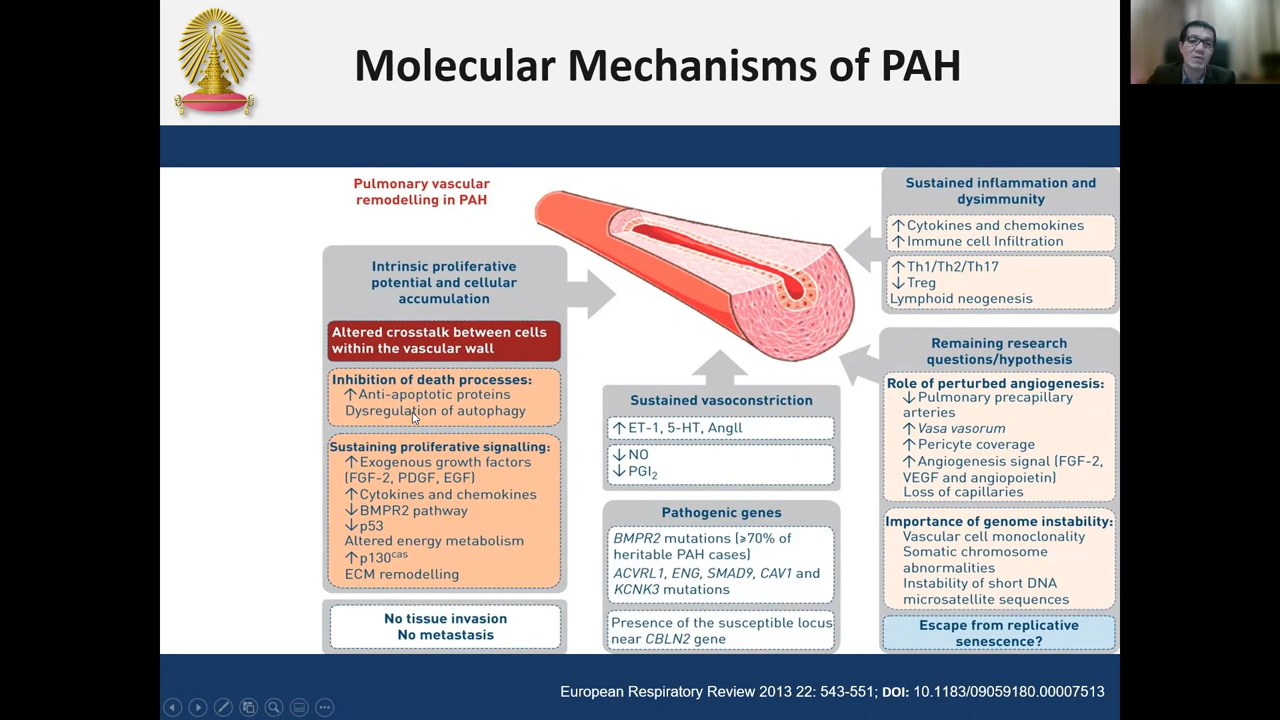 Molecular Mechanisms of PAH
Pulmonary vascular
remodelling in PAH
Intrinsic proliferative
potential and cellular
accumulation
Altered crosstalk between cells
within the vascular wall
Inhibition of death processes:
↑Anti-apoptotic proteins
Dysregulation of autophagy
Sustaining proliferative signalling:
↑Exogenous growth factors
(FGF-2, PDGF, EGF)
↑Cytokines and chemokines
↓BMPR2 pathway
↓p53
Altered energy metabolism
↑p130cas
ECM remodelling
No tissue invasion
No metastasis
Sustained vasoconstriction
↑ET-1, 5-HT, AngII
↓NO
↓PGI2
Pathogenic genes
BMPR2 mutations (⩾70% of
heritable PAH cases)
ACVRL1, ENG, SMAD9, CAV1 and
KCNK3 mutations
Presence of the susceptible locus
near CBLN2 gene
Sustained inflammation and
dysimmunity
↑Cytokines and chemokines
↑Immune cell Infiltration
↑Th1/Th2/Th17
↓Treg
Lymphoid neogenesis
Remaining research
questions/hypothesis
Role of perturbed angiogenesis:
↓Pulmonary precapillary
arteries
↑Vasa vasorum
↑Pericyte coverage
↑Angiogenesis signal (FGF-2,
VEGF and angiopoietin)
Loss of capillaries
Importance of genome instability:
Vascular cell monoclonality
Somatic chromosome
abnormalities
Instability of short DNA
microsatellite sequences
Escape from replicative
senescence?
European Respiratory Review 2013 22: 543-551; DOI: 10.1183/09059180.00007513